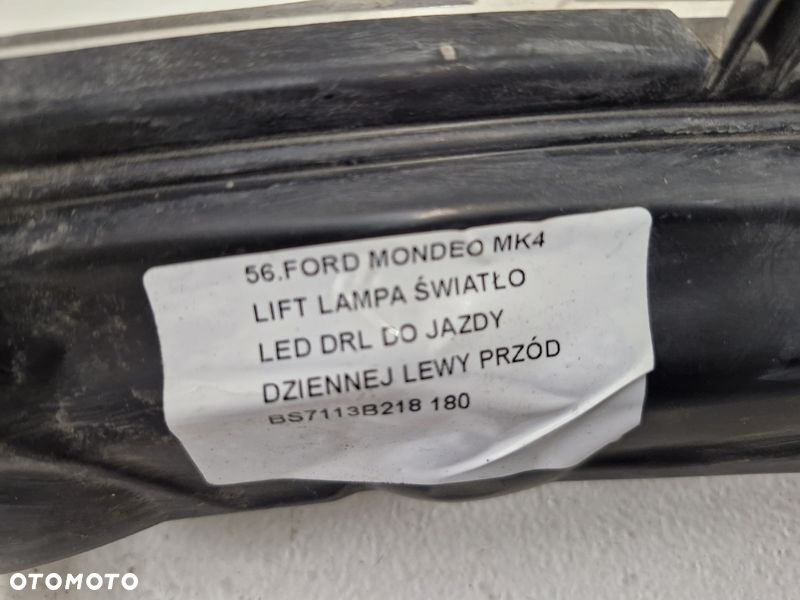 56.FORD MONDEO MK4
LIFT LAMPA ŚWIATŁO
LED DRL DO JAZDY
DZIENNEJ LEWY PRZÓD
BS7113B218 180
OTOMOTO